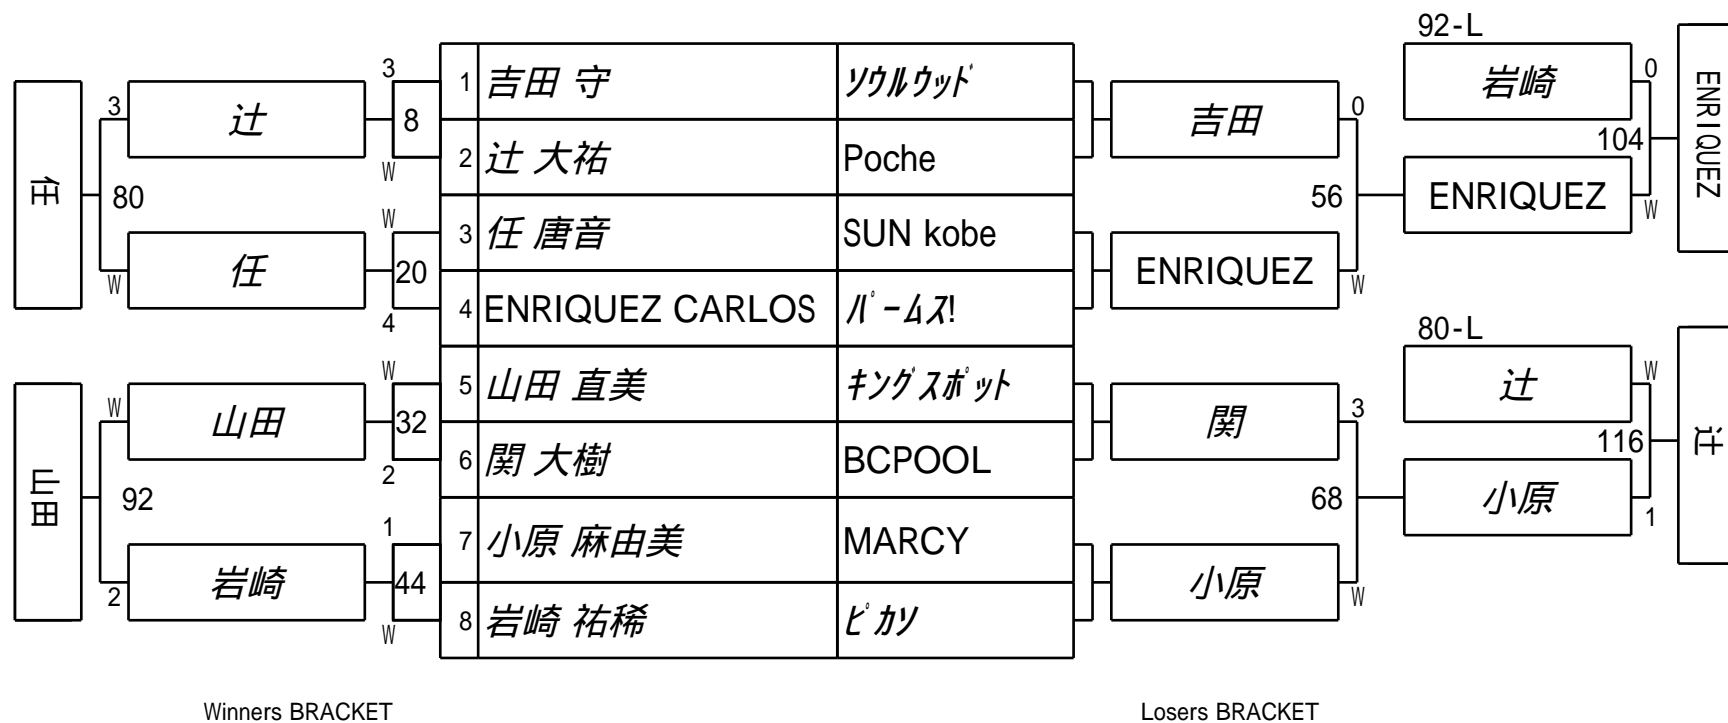 92-L
3
1 吉田 守 ソウルウッド
岩崎 0
ENRIQUEZ
3 辻 8 吉田 0
2 辻 大祐 Poche
104
W
任
80
56
ENRIQUEZ W
W
3 任 唐音 SUN kobe
W 任 20 ENRIQUEZ W
4 ENRIQUEZ CARLOS パームス!
4
80-L
W
5 山田 直美 キングスポット
辻 W
W 山田 32 関 3
辻
116
6 関 大樹 BCPOOL
2
山田
92
68
小原 1
1
7 小原 麻由美 MARCY
2 岩崎 44 小原 W
8 岩崎 祐稀 ピカソ
W
Winners BRACKET
Losers BRACKET